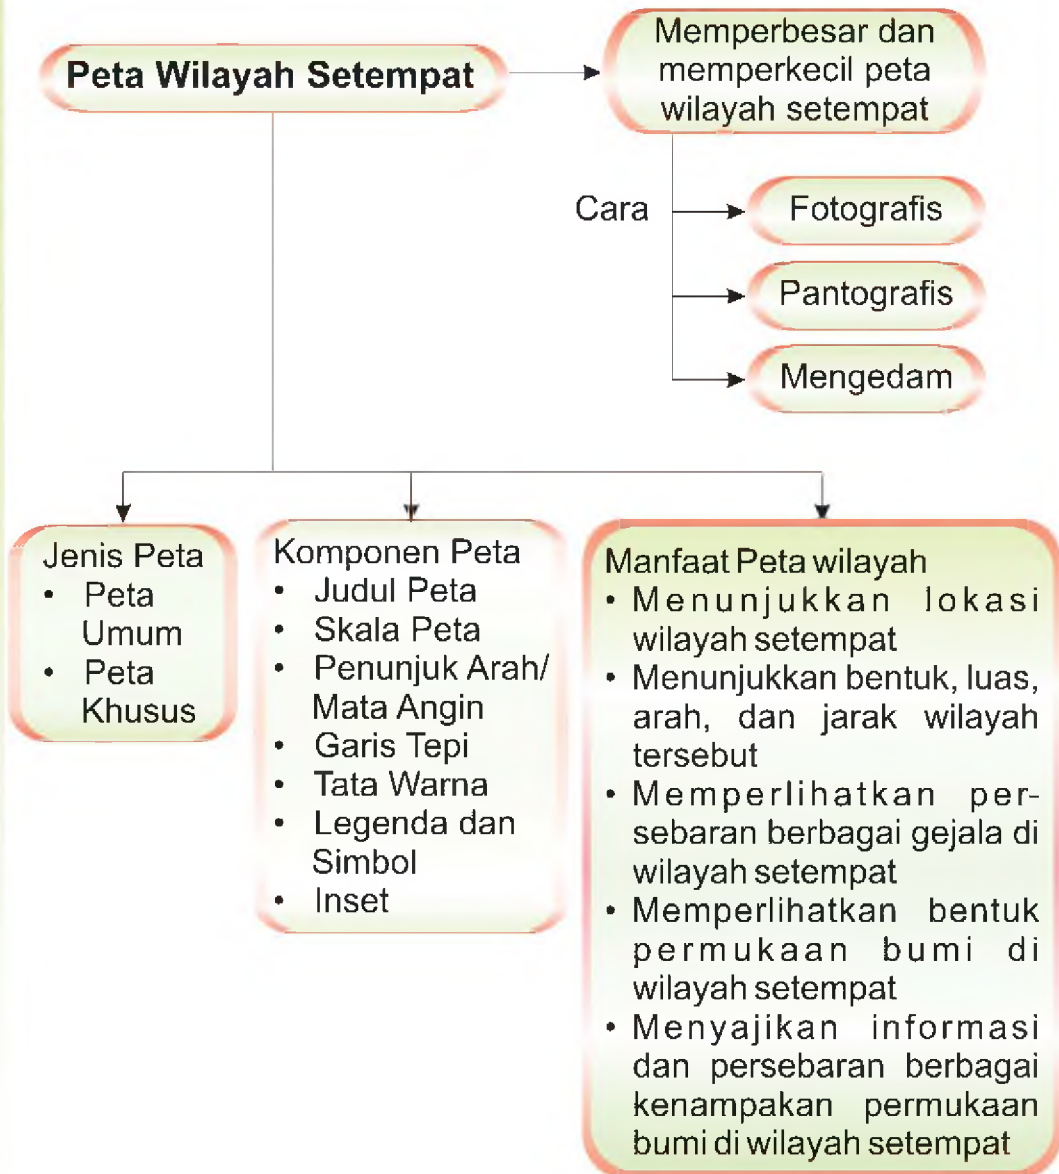 Peta Wilayah Setempat
Memperbesar dan
memperkecil peta
wilayah setempat
Cara
Fotografis
Pantografis
Mengedam
Jenis Peta
• Peta
Umum
• Peta
Khusus
Komponen Peta
• Judul Peta
• Skala Peta
• Penunjuk Arah/
Mata Angin
• Garis Tepi
• Tata Warna
• Legenda dan
Simbol
• Inset
Manfaat Peta wilayah
• Menunjukkan lokasi
wilayah setempat
• Menunjukkan bentuk, luas,
arah, dan jarak wilayah
tersebut
• Memperlihatkan per-
sebaran berbagai gejala di
wilayah setempat
• Memperlihatkan bentuk
permukaan bumi di
wilayah setempat
• Menyajikan informasi
dan persebaran berbagai
kenampakan permukaan
bumi di wilayah setempat